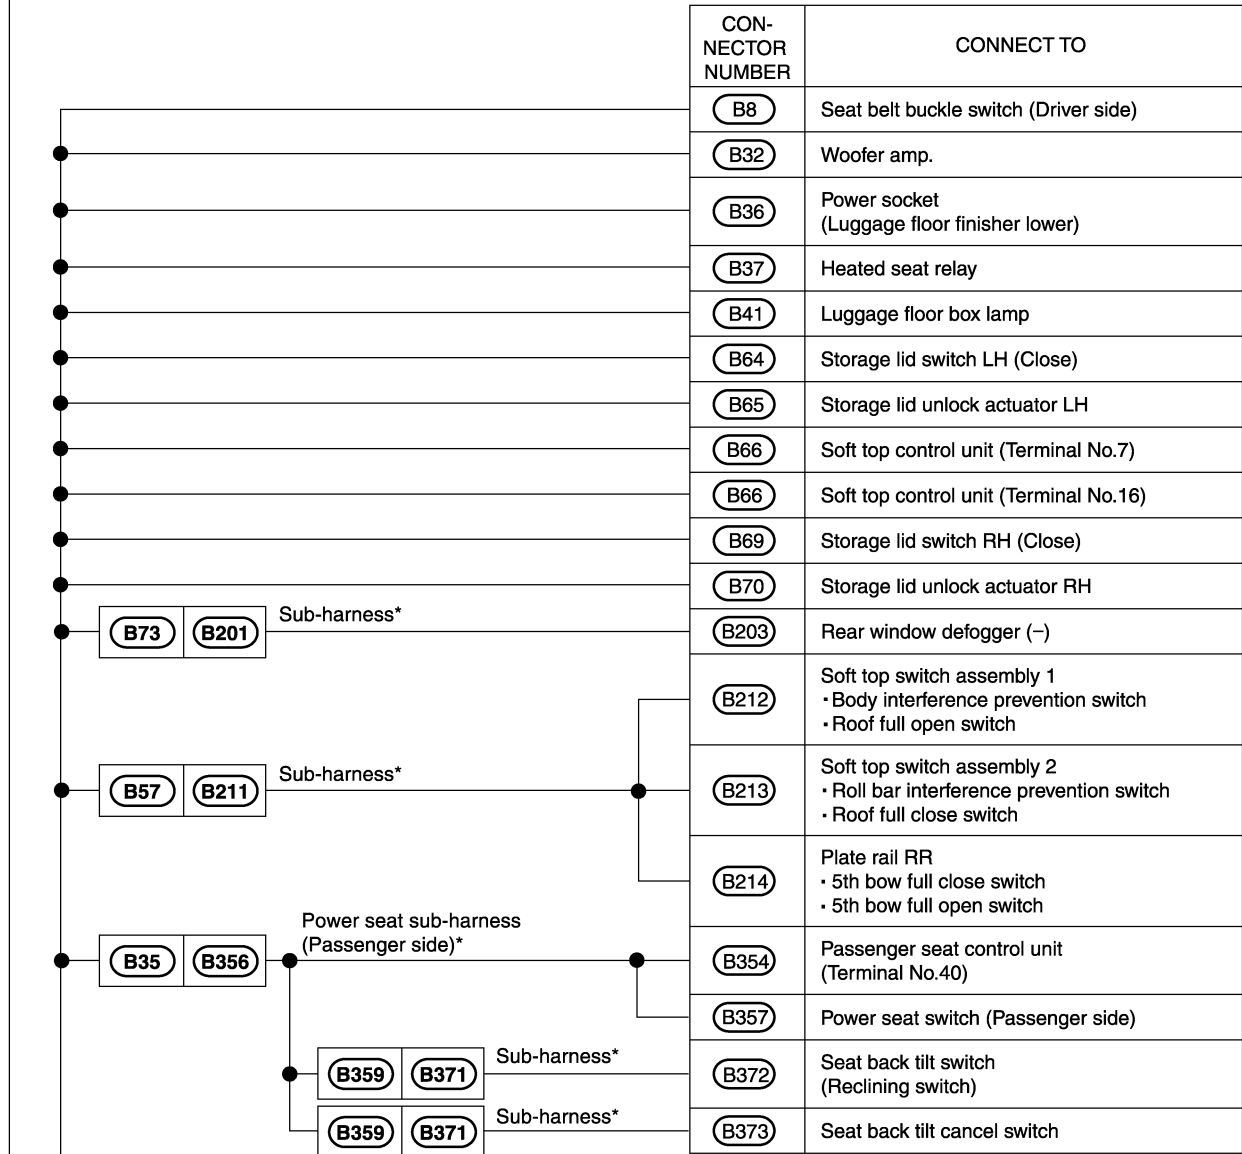 CON-
NECTOR
NUMBER
CONNECT TO
B8 Seat belt buckle switch (Driver side)
B32 Woofer amp.
B36 Power socket
(Luggage floor finisher lower)
B37 Heated seat relay
B41 Luggage floor box lamp
B64 Storage lid switch LH (Close)
B65 Storage lid unlock actuator LH
B66 Soft top control unit (Terminal No.7)
B66 Soft top control unit (Terminal No.16)
B69 Storage lid switch RH (Close)
B70 Storage lid unlock actuator RH
B73 B201 Sub-harness* B203 Rear window defogger (–)
B212 Soft top switch assembly 1
· Body interference prevention switch
· Roof full open switch
B57 B211 Sub-harness* B213 Soft top switch assembly 2
· Roll bar interference prevention switch
· Roof full close switch
B214 Plate rail RR
· 5th bow full close switch
· 5th bow full open switch
Power seat sub-harness
(Passenger side)*
B35 B356 B354 Passenger seat control unit
(Terminal No.40)
B357 Power seat switch (Passenger side)
B359 B371 Sub-harness* B372 Seat back tilt switch
(Reclining switch)
B359 B371 Sub-harness* B373 Seat back tilt cancel switch